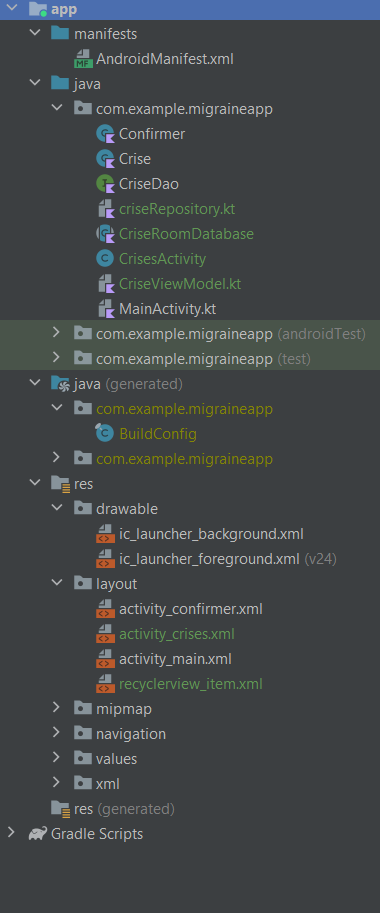 app
manifests
MF AndroidManifest.xml
java
com.example.migraineapp
Confirmer
Crise
CriseDao
criseRepository.kt
CriseRoomDatabase
CrisesActivity
CriseViewModel.kt
MainActivity.kt
com.example.migraineapp (androidTest)
com.example.migraineapp (test)
java (generated)
com.example.migraineapp
BuildConfig
com.example.migraineapp
res
drawable
ic_launcher_background.xml
ic_launcher_foreground.xml (v24)
layout
activity_confirmer.xml
activity_crises.xml
activity_main.xml
recyclerview_item.xml
mipmap
navigation
values
xml
res (generated)
Gradle Scripts